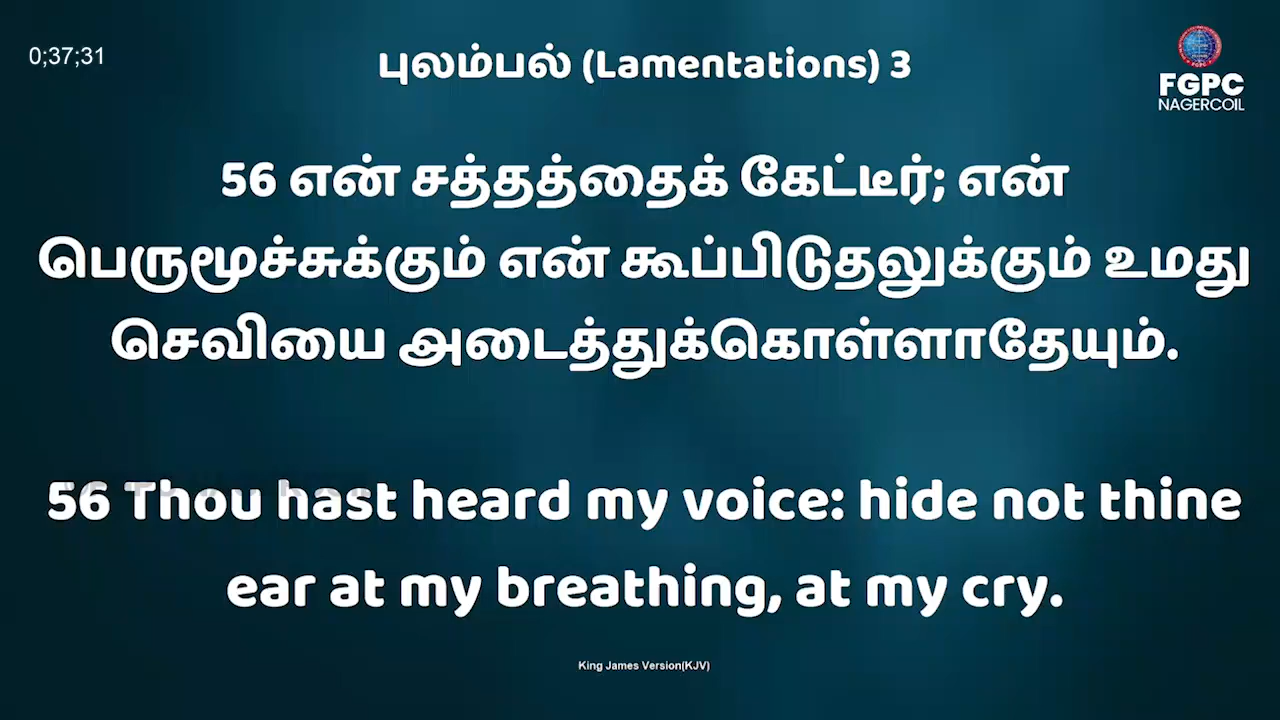 0;37;31
புலம்பல் (Lamentations) 3
FGPC
NAGERCOIL
56 என் சத்தத்தைக் கேட்டீர்; என்
பெருமூச்சுக்கும் என் கூப்பிடுதலுக்கும் உமது
செவியை அடைத்துக்கொள்ளாதேயும்.
56 Thou hast heard my voice: hide not thine
ear at my breathing, at my cry.
King James Version(KJV)